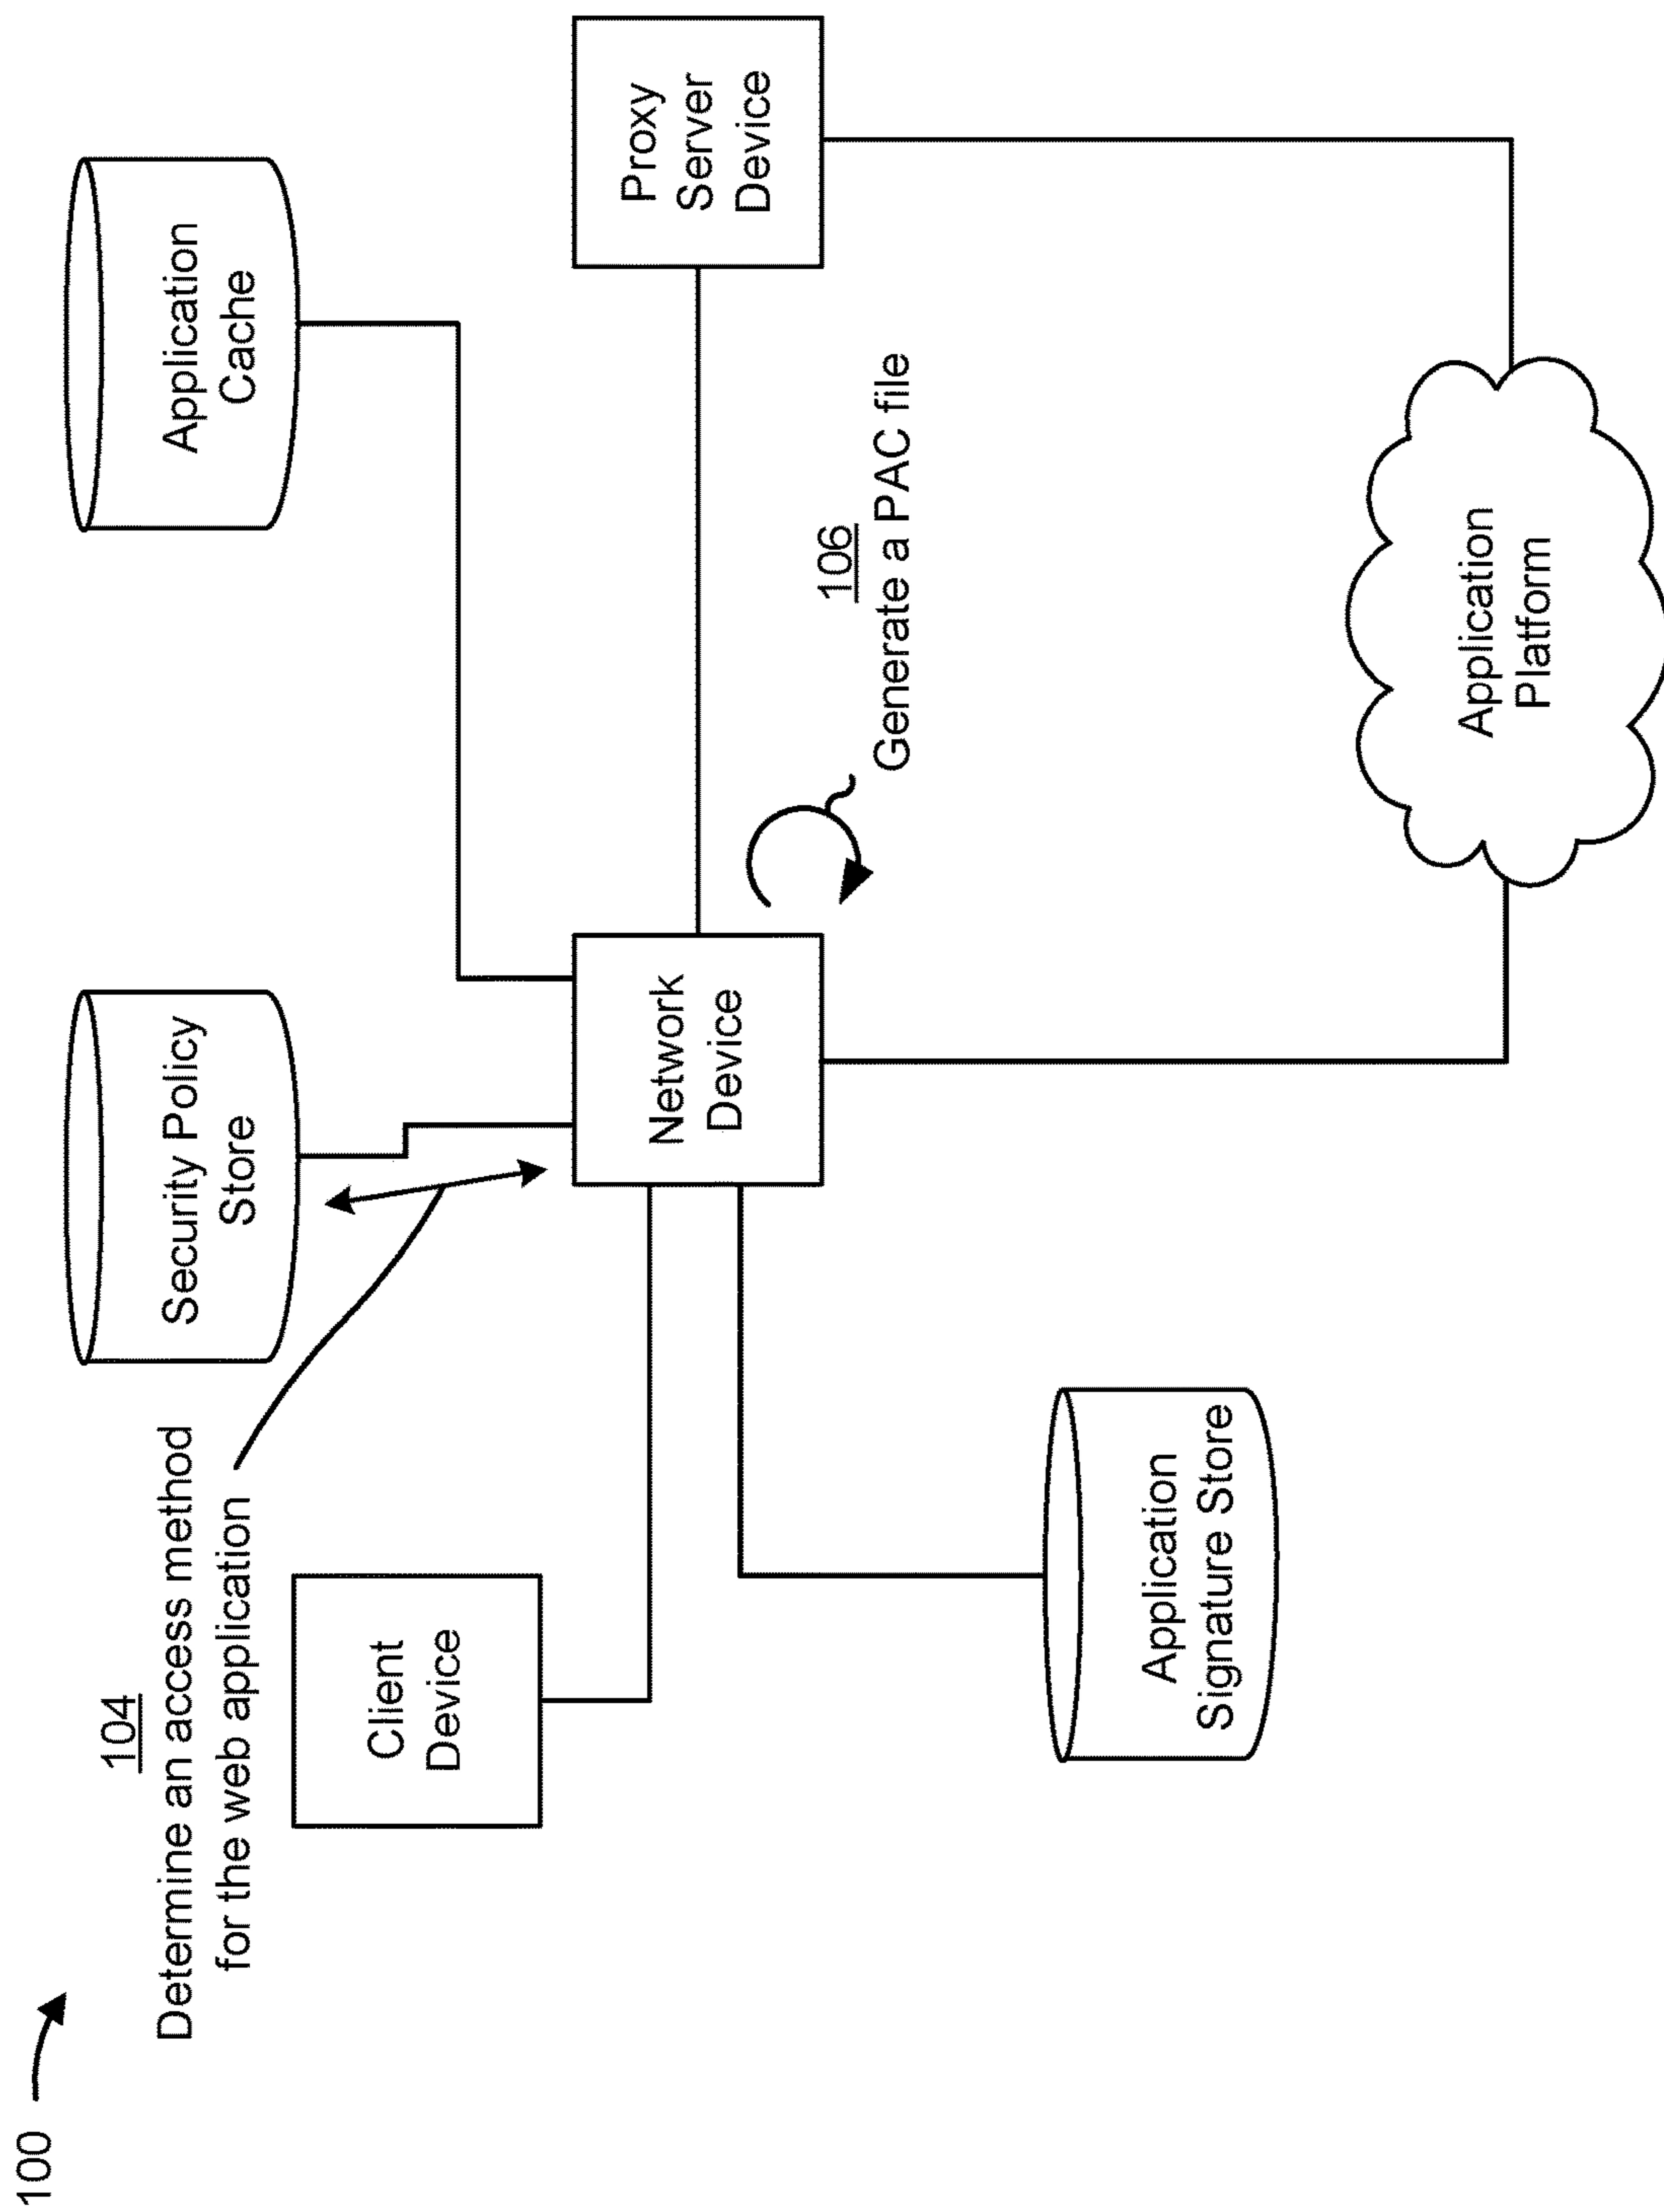 100
104
Determine an access method
for the web application
Security Policy
Store
Application
Cache
Client
Device
Network
Device
Proxy
Server
Device
106
Generate a PAC file
Application
Signature Store
Application
Platform